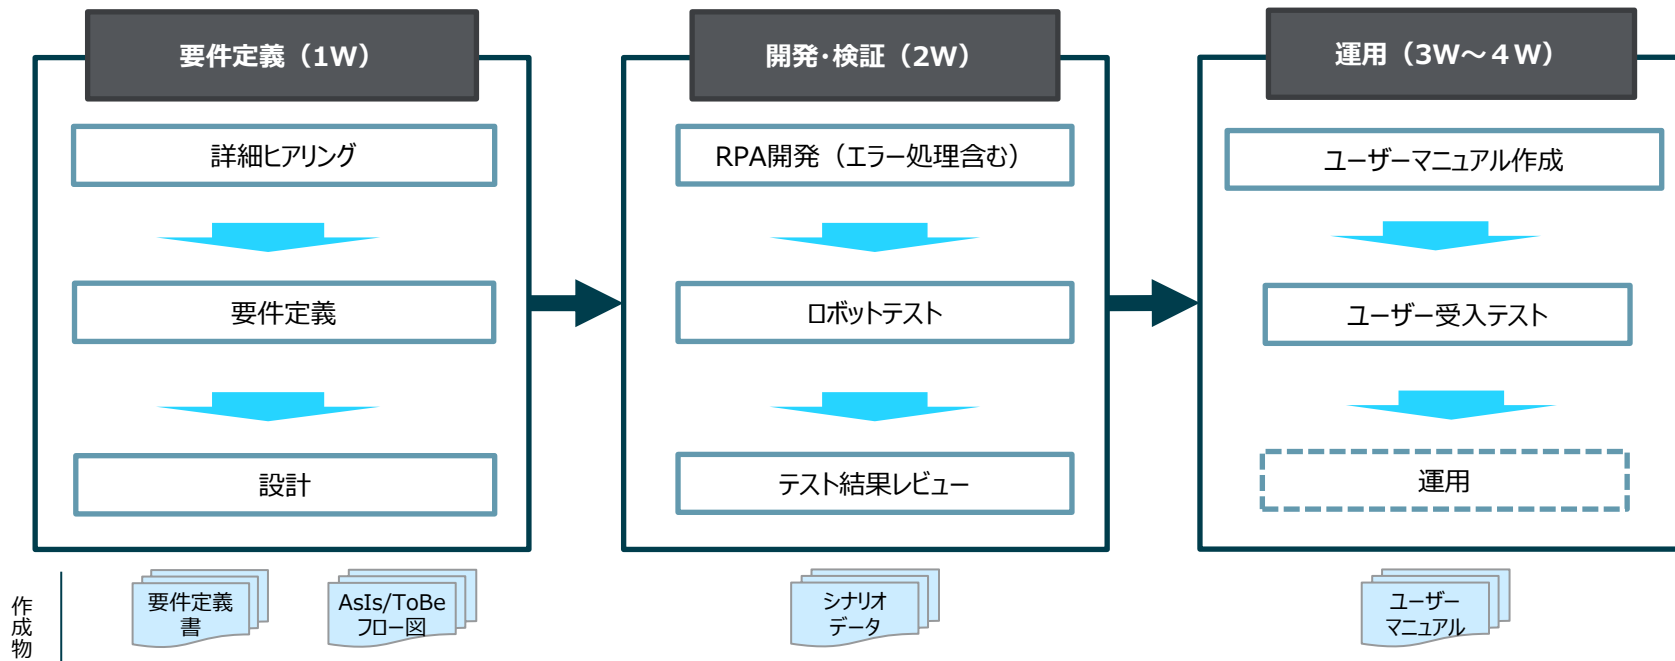 要件定義（1W）
詳細ヒアリング
要件定義
設計
開発・検証（2W）
RPA開発（エラー処理含む）
ロボットテスト
テスト結果レビュー
運用（3W～４W）
ユーザーマニュアル作成
ユーザー受入テスト
運用
作成物
要件定義
書
AsIs/ToBe
フロー図
シナリオ
データ
ユーザー
マニュアル